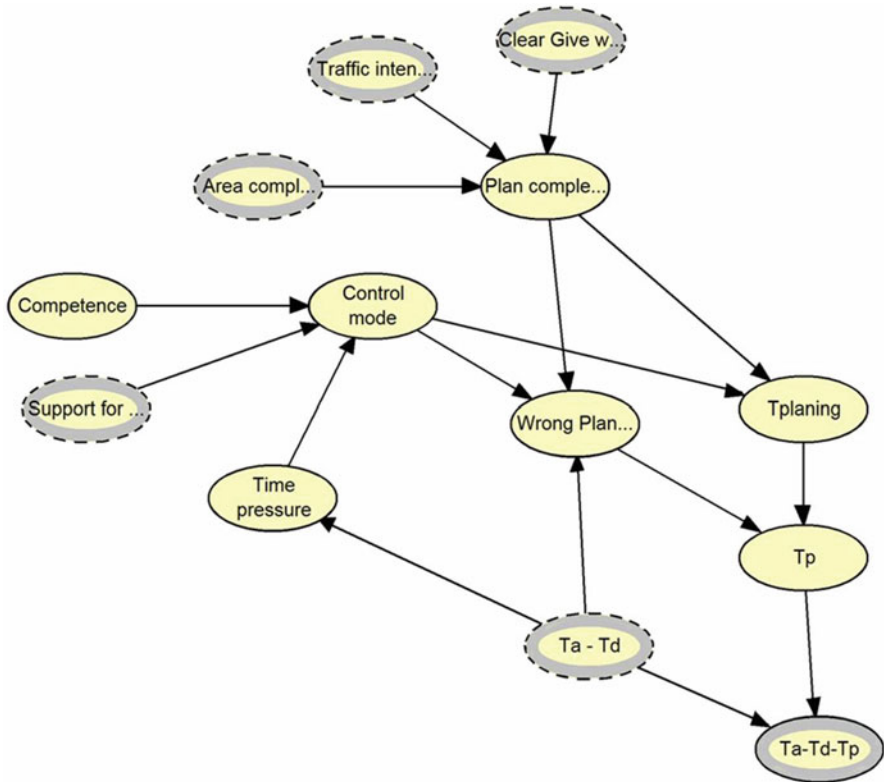 Clear Give w...
Traffic inten...
Area compl...
Plan comple...
Competence
Control
mode
Support for ...
Wrong Plan...
Tplaning
Time
pressure
Tp
Ta - Td
Ta-Td-Tp